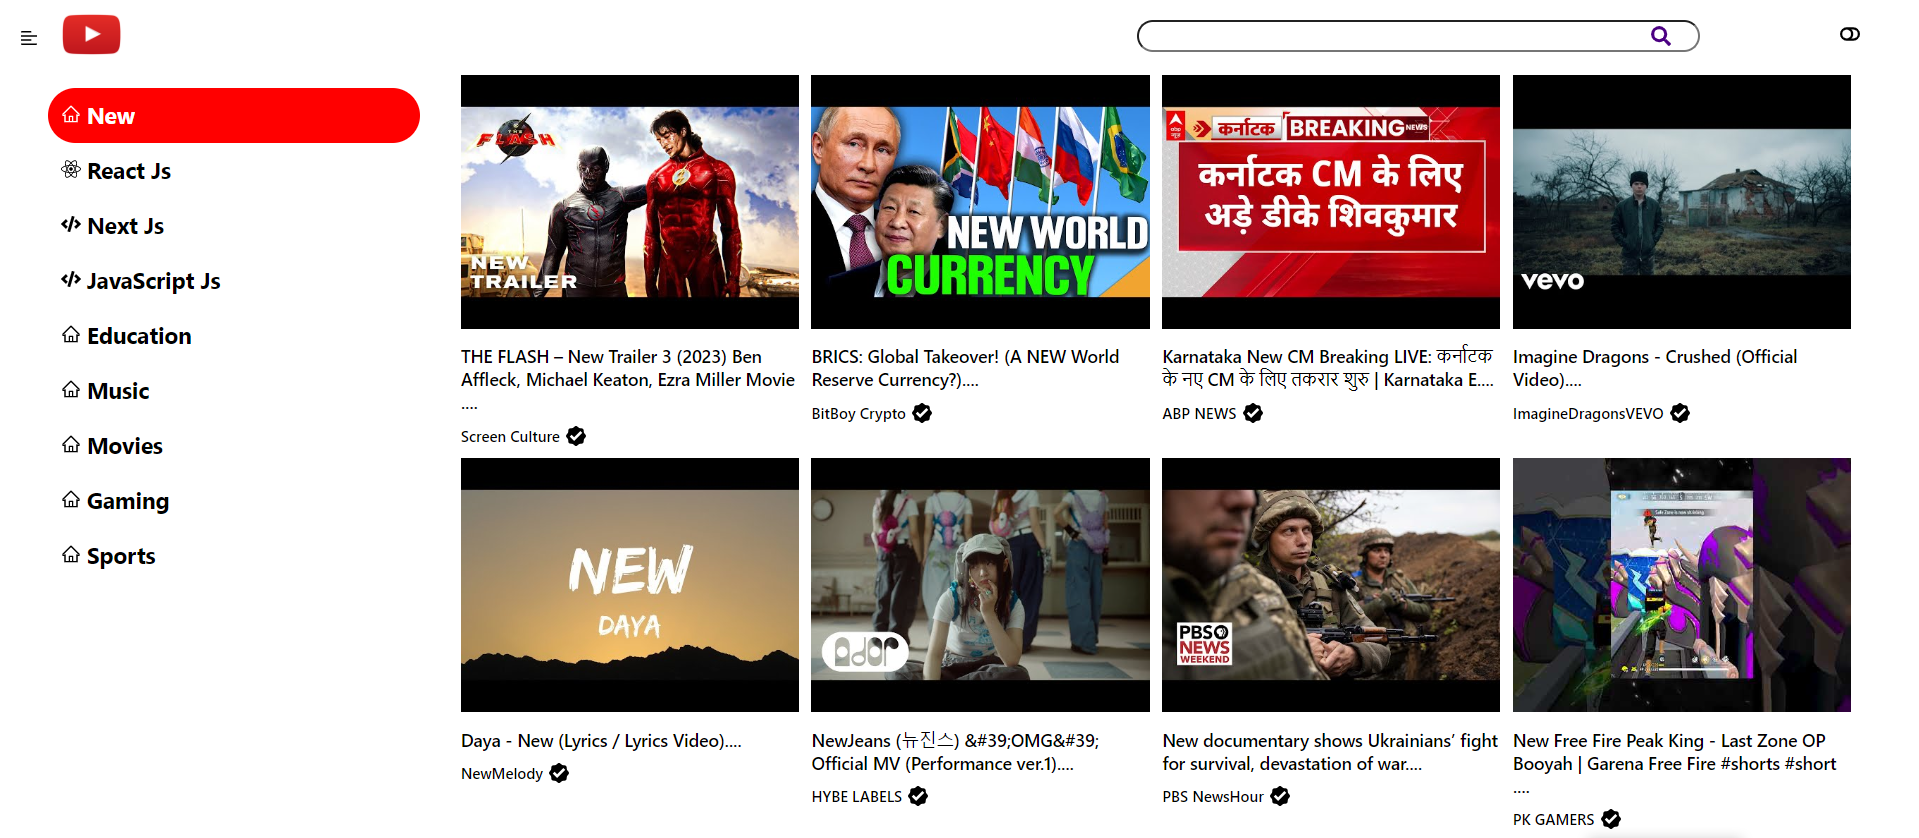 New
React Js
Next Js
JavaScript Js
Education
Music
Movies
Gaming
Sports
THE
FLASH
NEW
TRAILER
NEW WORLD
CURRENCY
कर्नाटक BREAKING NEWS
कर्नाटक CM के लिए
अड़े डीके शिवकुमार
vevo
THE FLASH – New Trailer 3 (2023) Ben
Affleck, Michael Keaton, Ezra Miller Movie
....
Screen Culture
BRICS: Global Takeover! (A NEW World
Reserve Currency?)....
BitBoy Crypto
Karnataka New CM Breaking LIVE: कर्नाटक
के नए CM के लिए तकरार शुरु | Karnataka E....
ABP NEWS
Imagine Dragons - Crushed (Official
Video)....
ImagineDragonsVEVO
NEW
DAYA
PBS
NEWS
WEEKEND
Daya - New (Lyrics / Lyrics Video)....
NewMelody
NewJeans (뉴진스) &#39;OMG&#39;
Official MV (Performance ver.1)....
HYBE LABELS
New documentary shows Ukrainians’ fight
for survival, devastation of war....
PBS NewsHour
New Free Fire Peak King - Last Zone OP
Booyah | Garena Free Fire #shorts #short
....
PK GAMERS